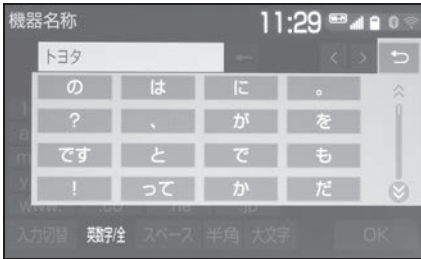 機器名称 11:29 0
トヨタ ← < >
の は に 。
? 、 が を
です と で も
! って か だ
入力切替 英数字/全 スペース 半角 大文字 OK